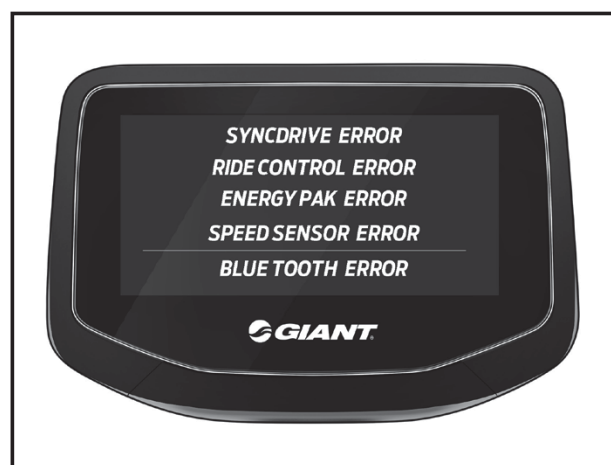 SYNCDRIVE ERROR
RIDE CONTROL ERROR
ENERGY PAK ERROR
SPEED SENSOR ERROR
BLUE TOOTH ERROR
GIANT